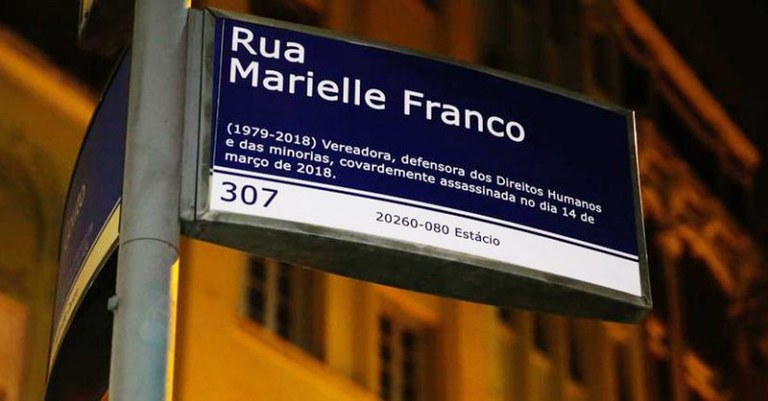 Rua
Marielle Franco
(1979-2018) Vereadora, defensora dos Direitos Humanos
e das minorias, covardemente assassinada no dia 14 de
março de 2018.
307
20260-080 Estácio